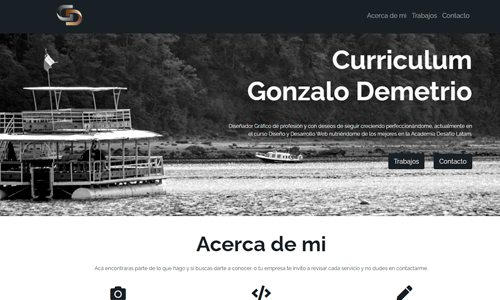 Acerca de mi Trabajos Contacto
Curriculum
Gonzalo Demetrio
Diseñador Gráfico de profesión y con deseos de seguir creciendo perfeccionandome, actualmente en
el curso Diseño y Desarrollo Web nutriéndome de los mejores en la Academia Desafío Latam.
Trabajos Contacto
Acerca de mi
Acá encontraras parte de lo que hago y si buscas darte a conocer, o tu empresa te invito a revisar cada servicio y no dudes en contactarme.